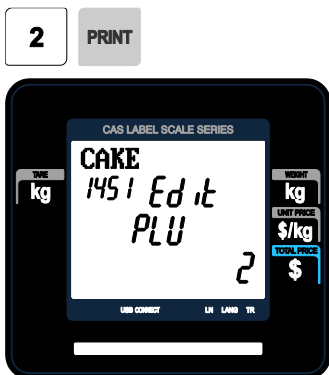 2 PRINT
CAS LABEL SCALE SERIES
CAKE
1451 Edit
PLU
2
TARE
kg
WEIGHT
kg
UNIT PRICE
$/kg
TOTAL PRICE
$
USB CONNECT LN LANG TR